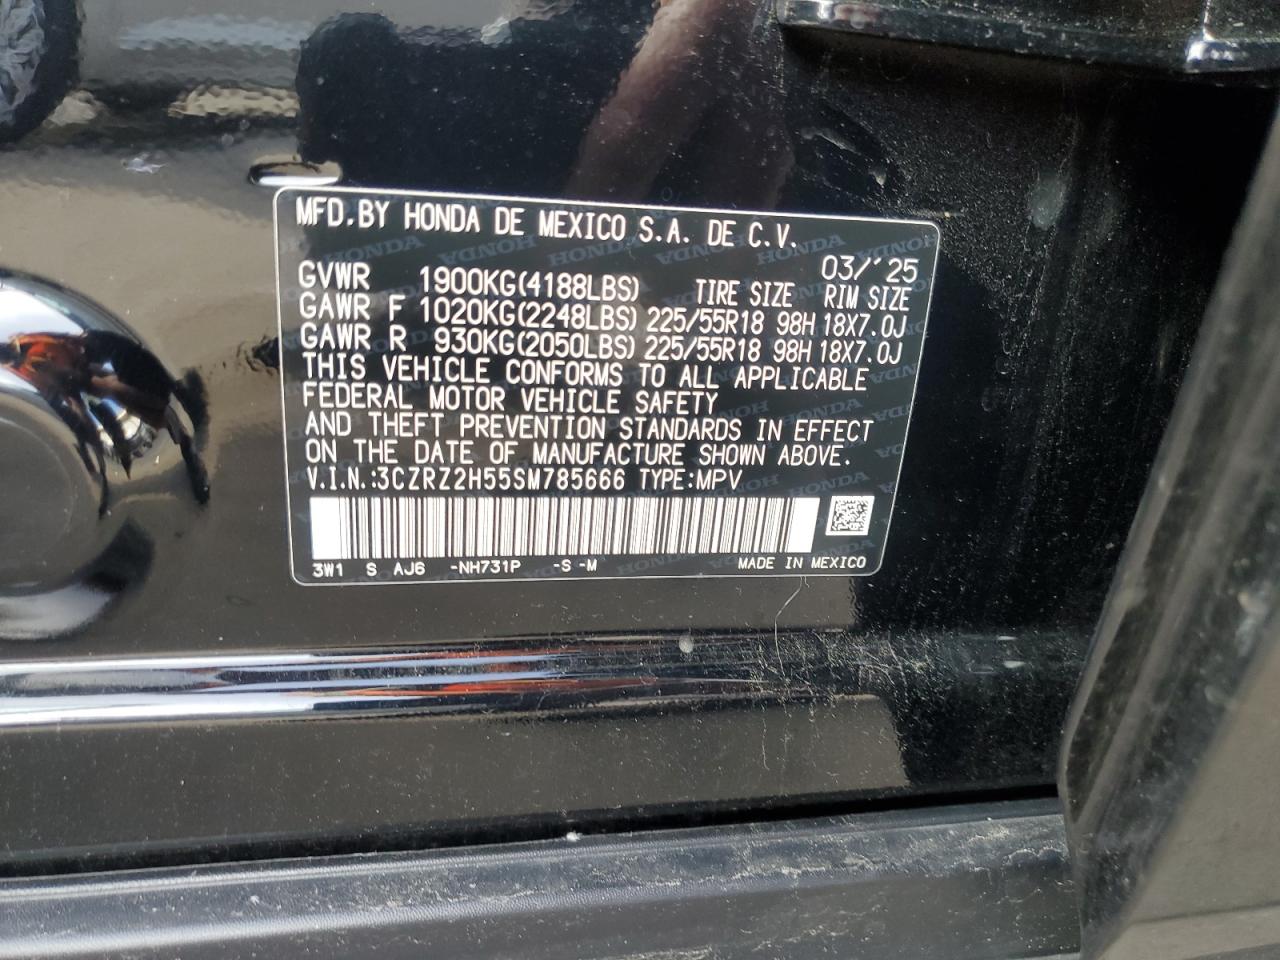 MFD.BY HONDA DE MEXICO S.A. DE C.V.
03/'25
GVWR 1900KG(4188LBS) TIRE SIZE RIM SIZE
GAWR F 1020KG(2248LBS) 225/55R18 98H 18X7.0J
GAWR R 930KG(2050LBS) 225/55R18 98H 18X7.0J
THIS VEHICLE CONFORMS TO ALL APPLICABLE
FEDERAL MOTOR VEHICLE SAFETY
AND THEFT PREVENTION STANDARDS IN EFFECT
ON THE DATE OF MANUFACTURE SHOWN ABOVE.
V.I.N.:3CZRZ2H55SM785666 TYPE:MPV
3W1 S AJ6 -NH731P -S -M MADE IN MEXICO